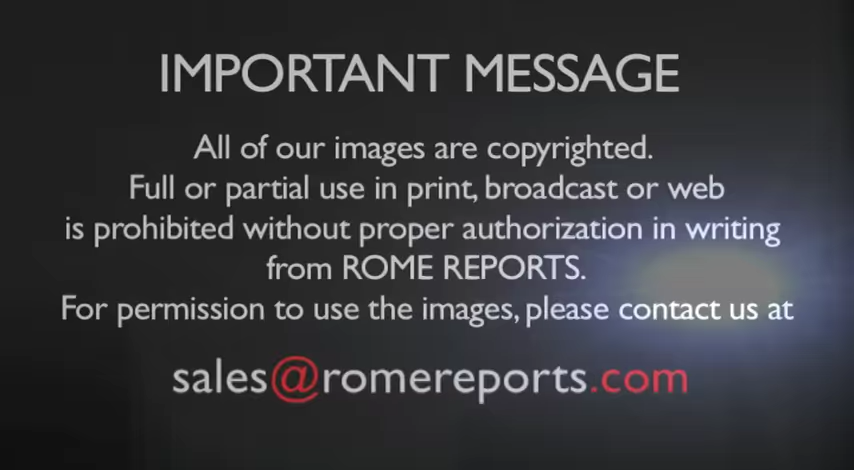 IMPORTANT MESSAGE
All of our images are copyrighted.
Full or partial use in print, broadcast or web
is prohibited without proper authorization in writing
from ROME REPORTS.
For permission to use the images, please contact us at
sales@romereports.com